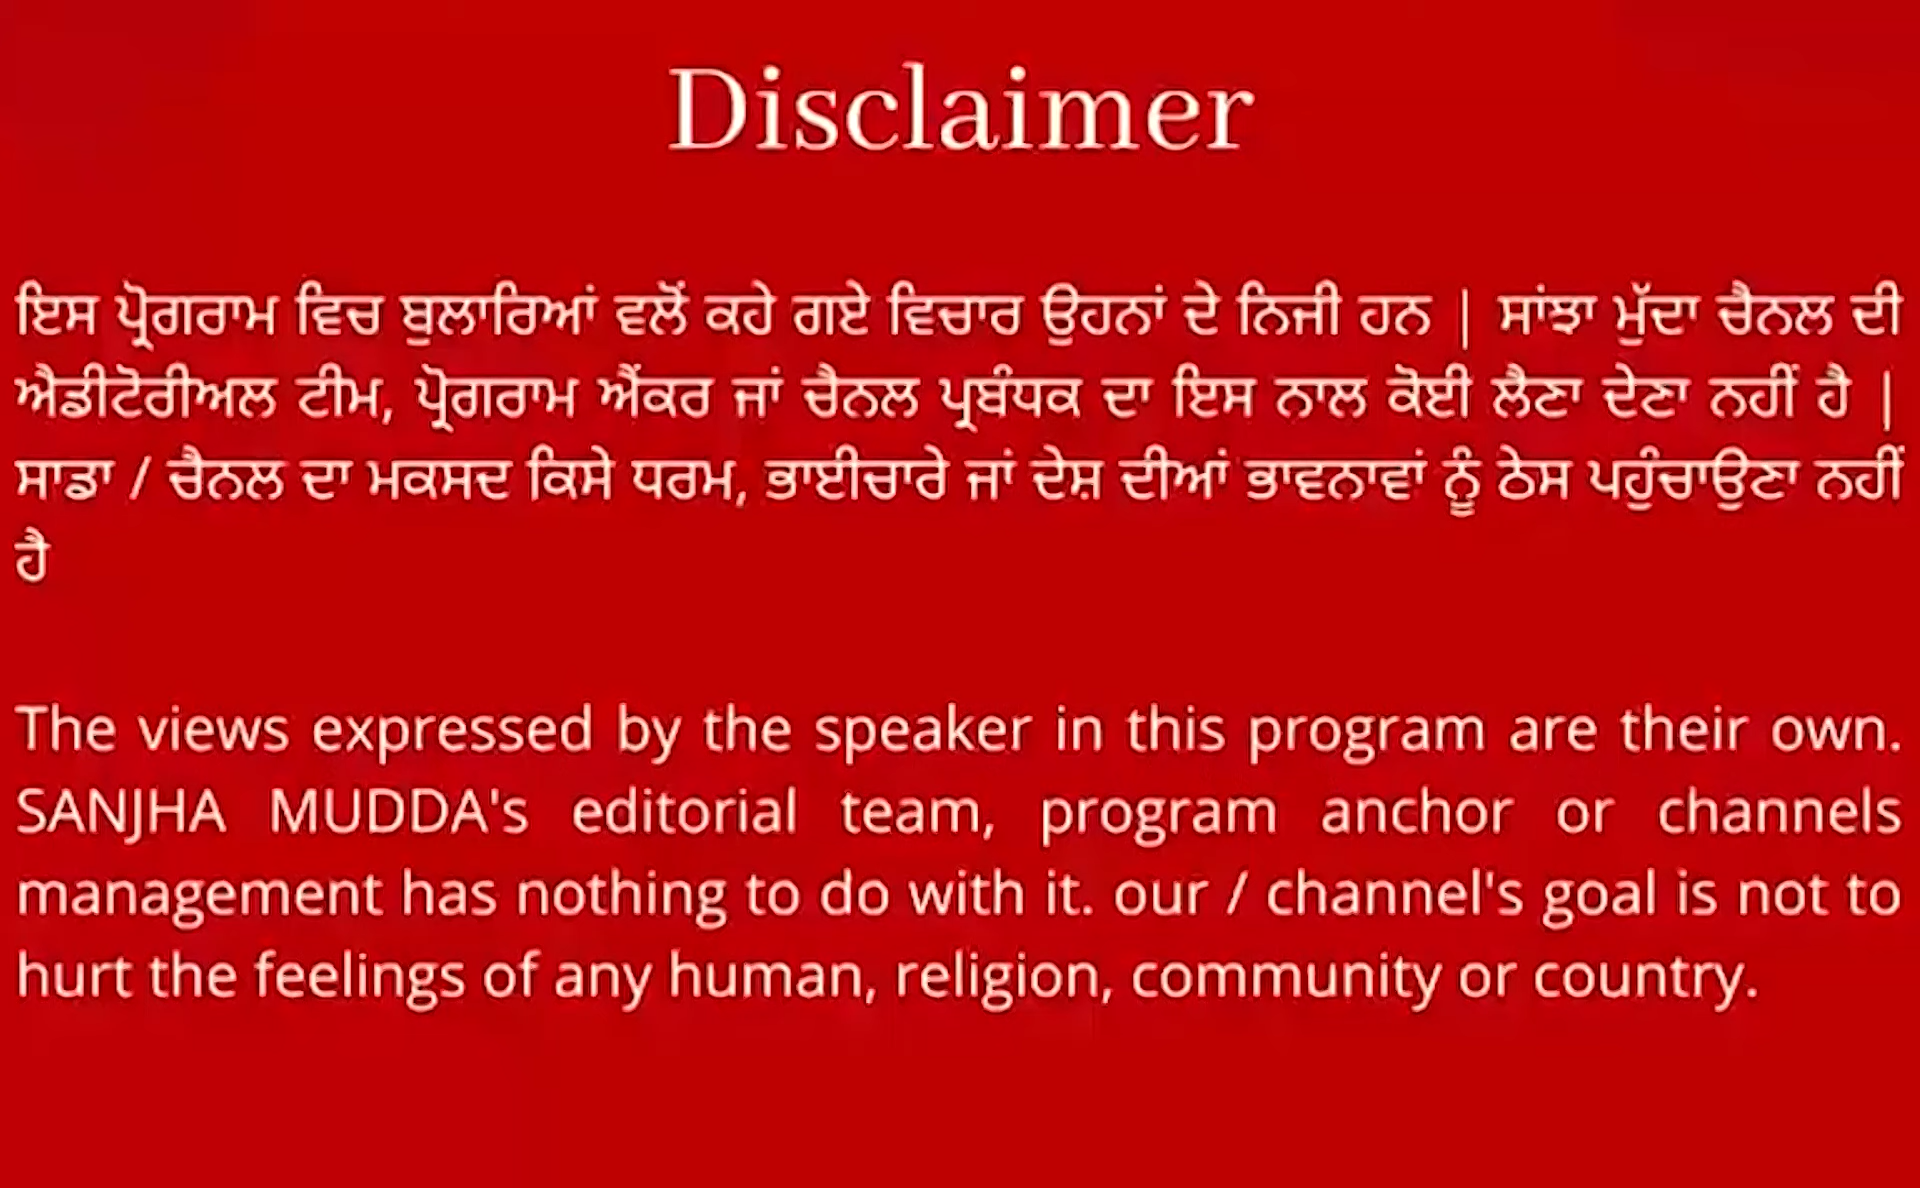 Disclaimer
ਇਸ ਪ੍ਰੋਗਰਾਮ ਵਿਚ ਬੁਲਾਰਿਆਂ ਵਲੋਂ ਕਹੇ ਗਏ ਵਿਚਾਰ ਉਹਨਾਂ ਦੇ ਨਿਜੀ ਹਨ | ਸਾਂਝਾ ਮੁੱਦਾ ਚੈਨਲ ਦੀ
ਐਡੀਟੋਰੀਅਲ ਟੀਮ, ਪ੍ਰੋਗਰਾਮ ਐਂਕਰ ਜਾਂ ਚੈਨਲ ਪ੍ਰਬੰਧਕ ਦਾ ਇਸ ਨਾਲ ਕੋਈ ਲੈਣਾ ਦੇਣਾ ਨਹੀਂ ਹੈ |
ਸਾਡਾ / ਚੈਨਲ ਦਾ ਮਕਸਦ ਕਿਸੇ ਧਰਮ, ਭਾਈਚਾਰੇ ਜਾਂ ਦੇਸ਼ ਦੀਆਂ ਭਾਵਨਾਵਾਂ ਨੂੰ ਠੇਸ ਪਹੁੰਚਾਉਣਾ ਨਹੀਂ
ਹੈ
The views expressed by the speaker in this program are their own.
SANJHA MUDDA's editorial team, program anchor or channels
management has nothing to do with it. our / channel's goal is not to
hurt the feelings of any human, religion, community or country.